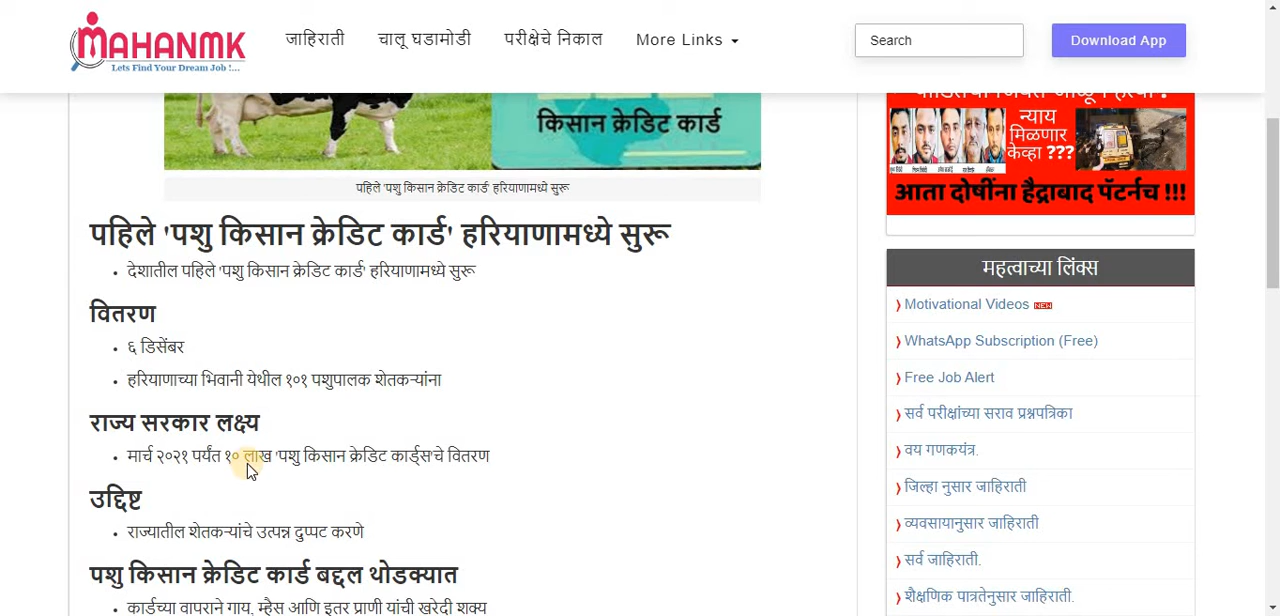 MAHANMK
Lets Find Your Dream Job !...
जाहिराती
चालू घडामोडी
परीक्षेचे निकाल
More Links
Search
Download App
किसान क्रेडिट कार्ड
पहिले 'पशु किसान क्रेडिट कार्ड' हरियाणामध्ये सुरू
पहिले 'पशु किसान क्रेडिट कार्ड' हरियाणामध्ये सुरू
देशातील पहिले 'पशु किसान क्रेडिट कार्ड' हरियाणामध्ये सुरू
वितरण
६ डिसेंबर
हरियाणाच्या भिवानी येथील १०१ पशुपालक शेतकऱ्यांना
राज्य सरकार लक्ष्य
मार्च २०२१ पर्यंत १० लाख 'पशु किसान क्रेडिट कार्ड्स'चे वितरण
उद्दिष्ट
राज्यातील शेतकऱ्यांचे उत्पन्न दुप्पट करणे
पशु किसान क्रेडिट कार्ड बद्दल थोडक्यात
कार्डच्या वापराने गाय, म्हैस आणि इतर प्राणी यांची खरेदी शक्य
न्याय
मिळणार
केव्हा ???
आता दोषींना हैद्राबाद पॅटर्नच !!!
महत्वाच्या लिंक्स
Motivational Videos NEW
WhatsApp Subscription (Free)
Free Job Alert
सर्व परीक्षांच्या सराव प्रश्नपत्रिका
वय गणकयंत्र.
जिल्हा नुसार जाहिराती
व्यवसायानुसार जाहिराती
सर्व जाहिराती.
शैक्षणिक पात्रतेनुसार जाहिराती.